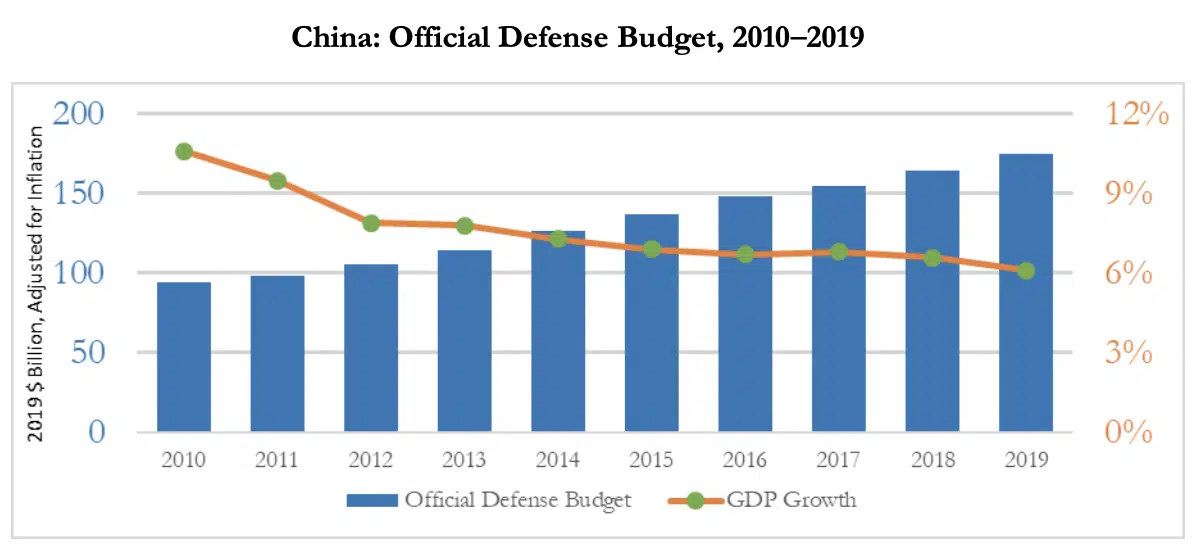 China: Official Defense Budget, 2010–2019
2019 $ Billion, Adjusted for Inflation
200
150
100
50
0
12%
9%
6%
3%
0%
2010 2011 2012 2013 2014 2015 2016 2017 2018 2019
Official Defense Budget GDP Growth